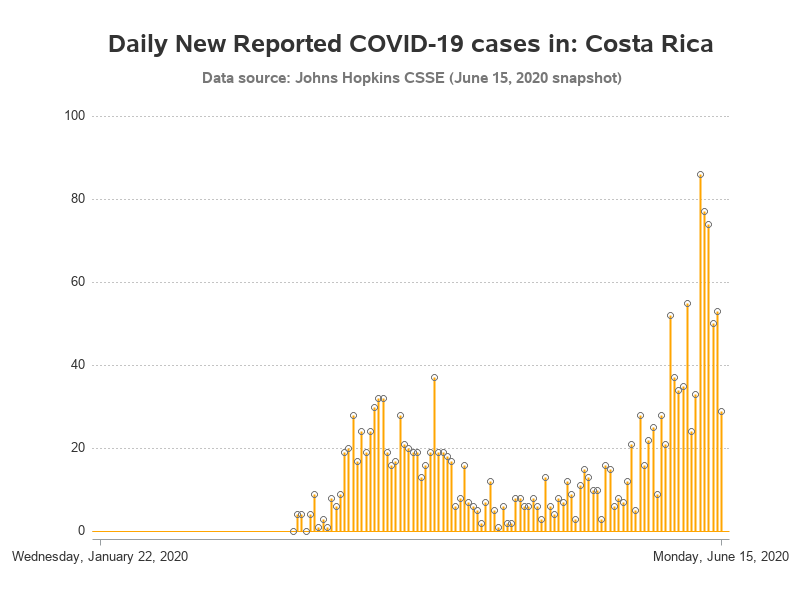 Daily New Reported COVID-19 cases in: Costa Rica
Data source: Johns Hopkins CSSE (June 15, 2020 snapshot)
100
80
60
40
20
0
Wednesday, January 22, 2020
Monday, June 15, 2020